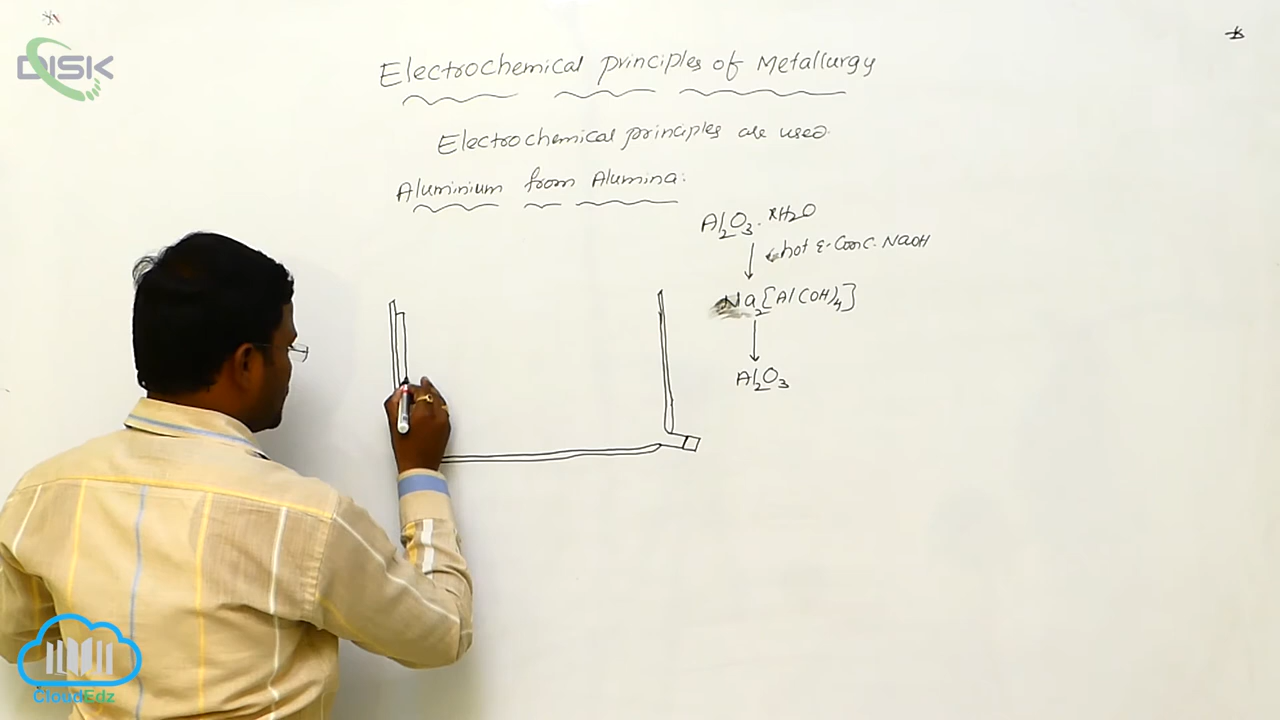 DISK
Electrochemical principles of Metallurgy
Electrochemical principles are used.
Aluminium from Alumina:
Al2O3. xH2O
hot & Conc. NaOH
Na2[Al(OH)4]
Al2O3
CloudEdz